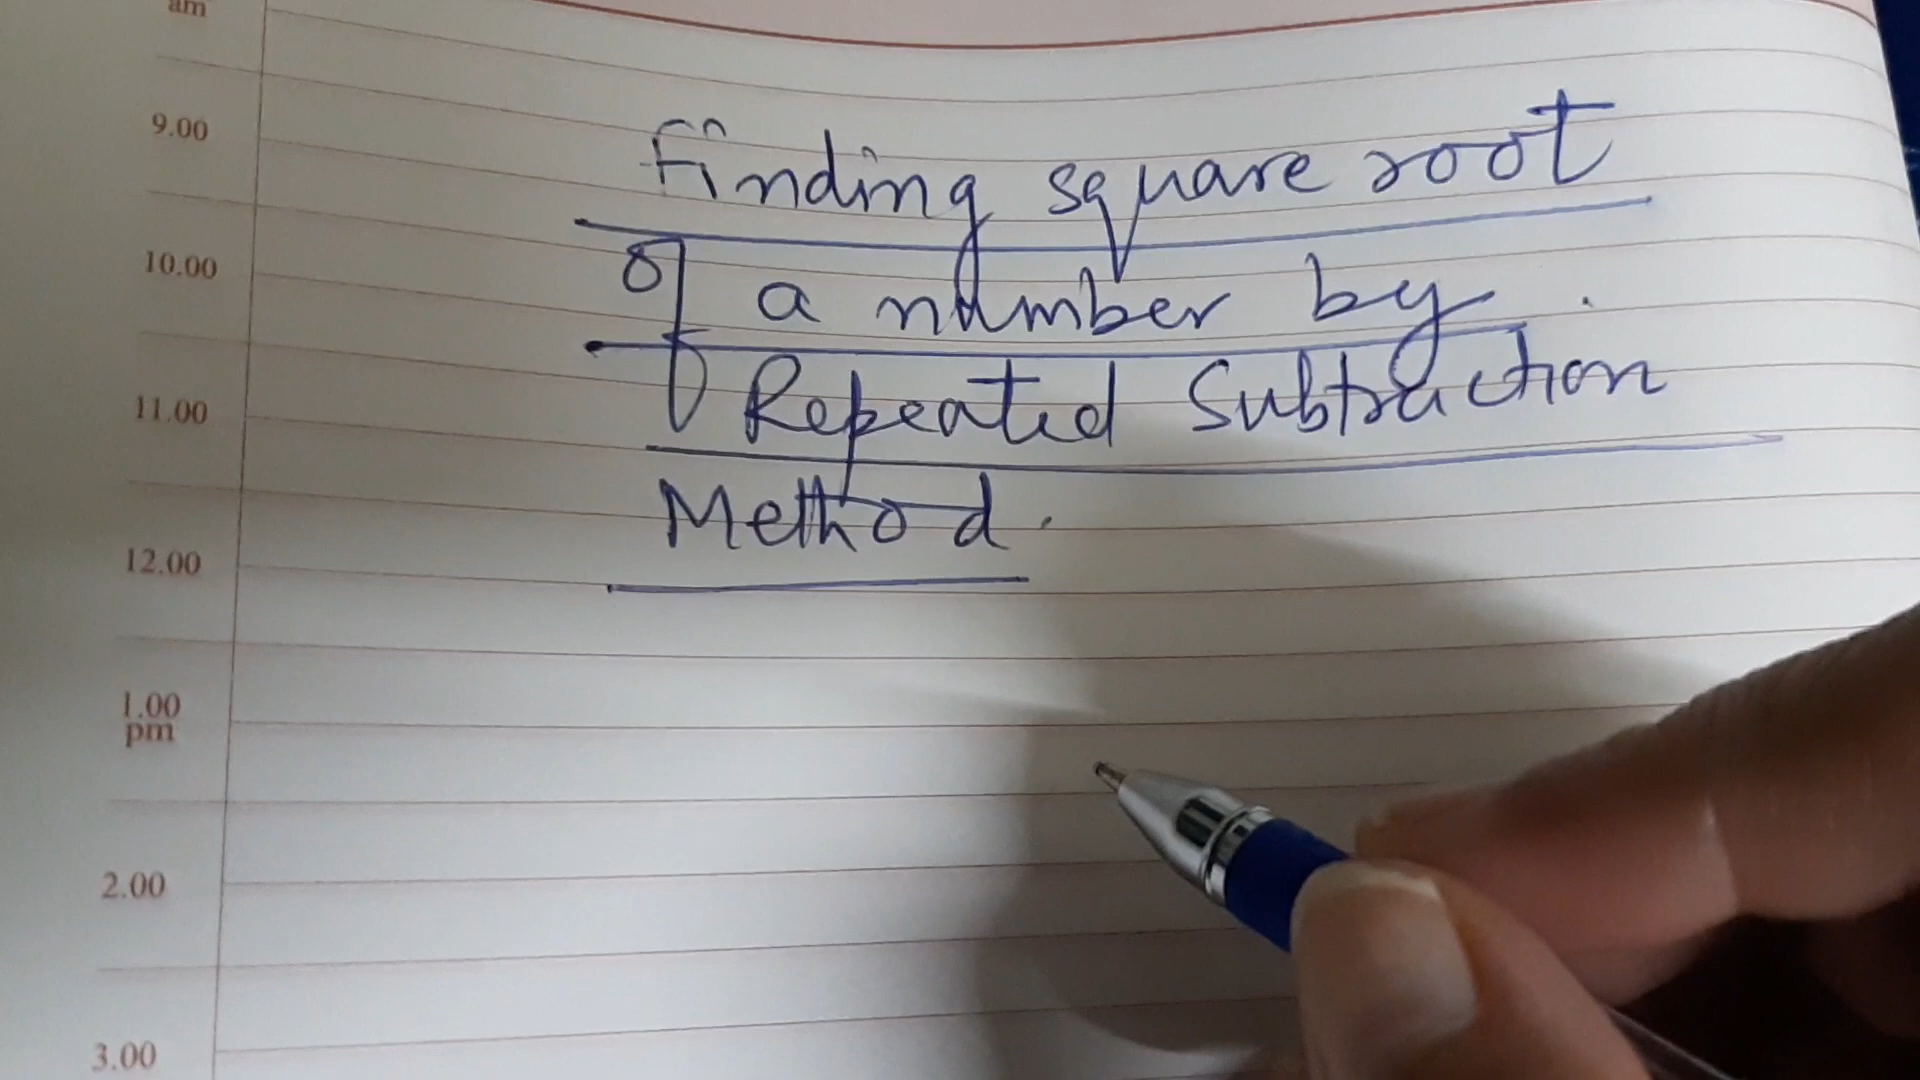 am
9.00
Finding square root
10.00
of a number by
11.00
Repeated Subtraction
Method.
12.00
1.00
pm
2.00
3.00